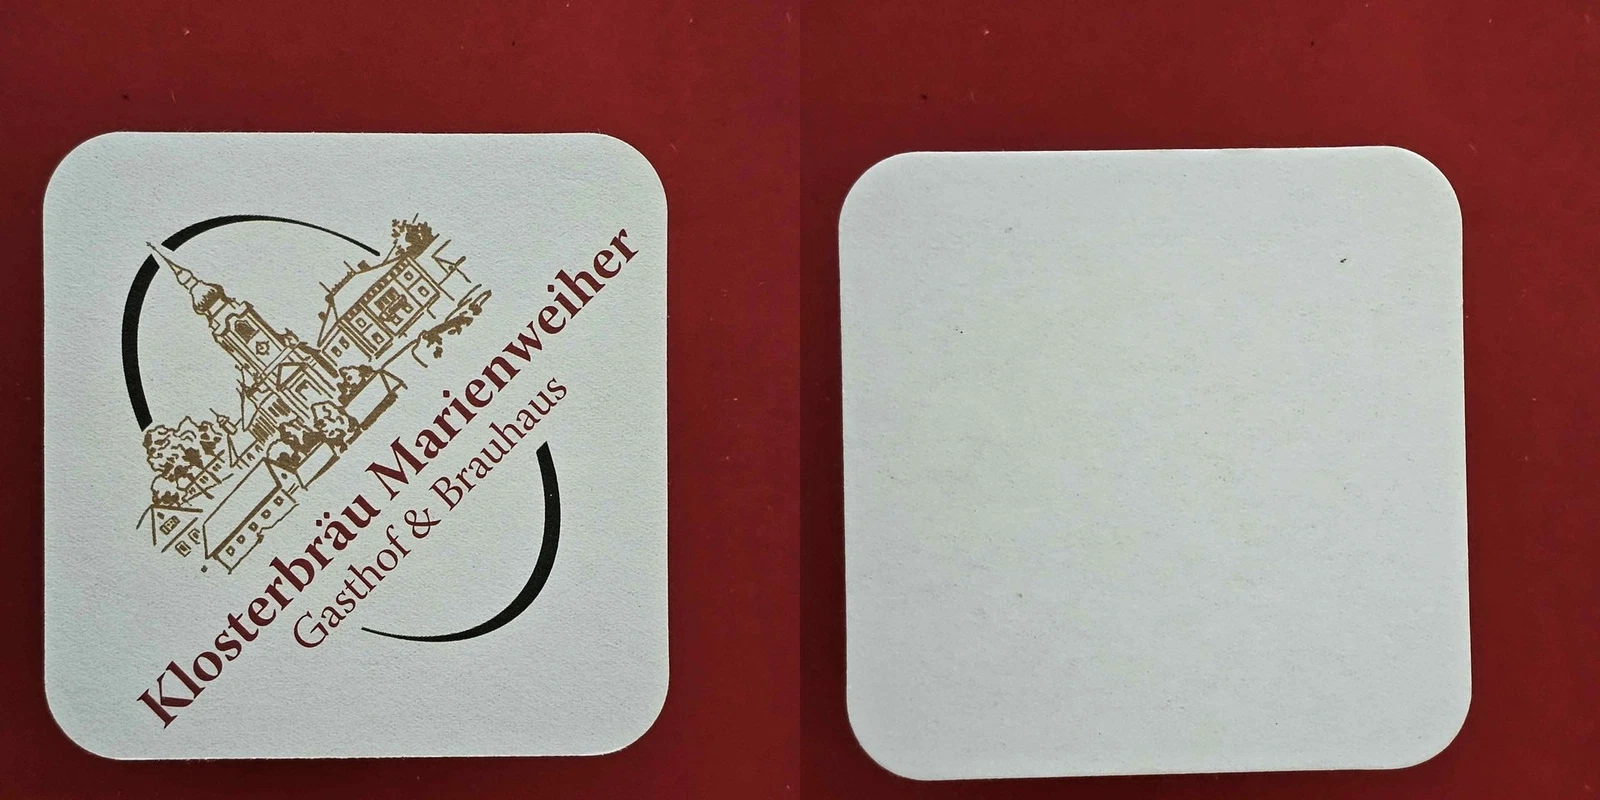 Klosterbräu Marienweiher
Gasthof & Brauhaus